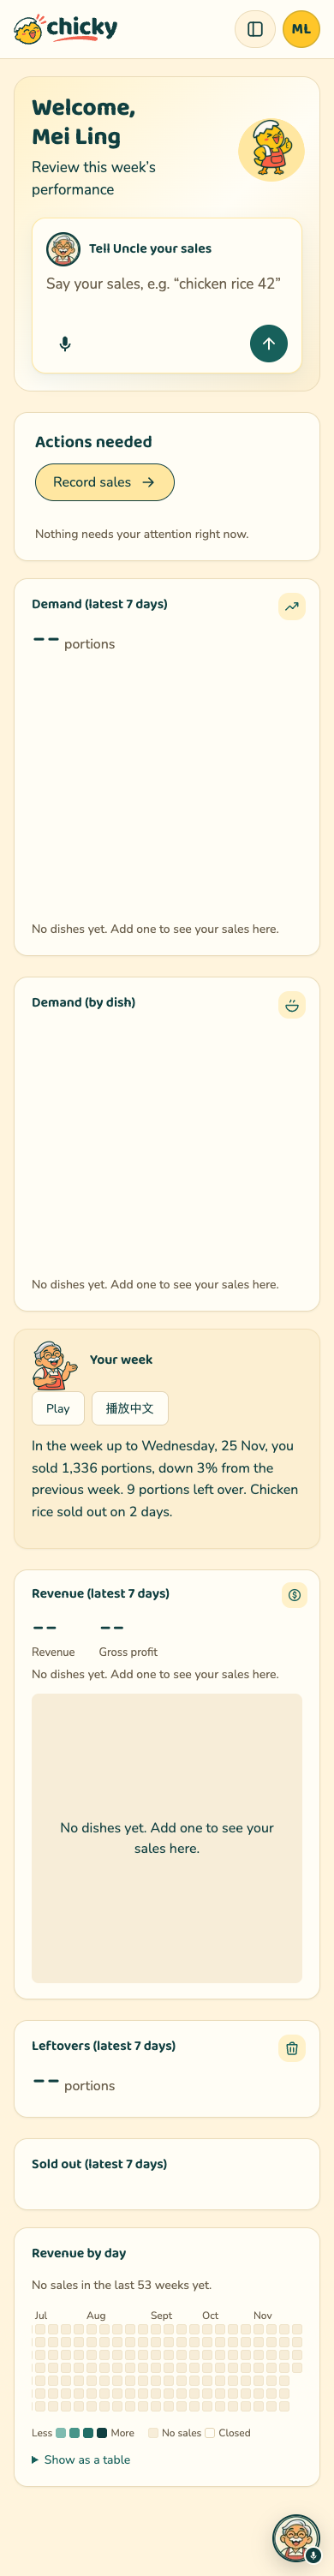 chicky
ML
Welcome,
Mei Ling
Review this week's
performance
Tell Uncle your sales
Say your sales, e.g. “chicken rice 42”
Actions needed
Record sales
Nothing needs your attention right now.
Demand (latest 7 days)
-- portions
No dishes yet. Add one to see your sales here.
Demand (by dish)
No dishes yet. Add one to see your sales here.
Your week
Play 播放中文
In the week up to Wednesday, 25 Nov, you
sold 1,336 portions, down 3% from the
previous week. 9 portions left over. Chicken
rice sold out on 2 days.
Revenue (latest 7 days)
-- --
Revenue Gross profit
No dishes yet. Add one to see your sales here.
No dishes yet. Add one to see your
sales here.
Leftovers (latest 7 days)
-- portions
Sold out (latest 7 days)
Revenue by day
No sales in the last 53 weeks yet.
Jul Aug Sept Oct Nov
Less More No sales Closed
Show as a table